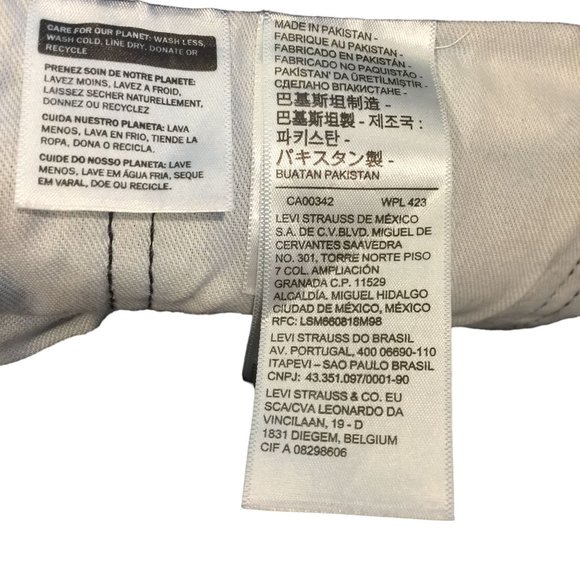 CARE FOR OUR PLANET: WASH LESS,
WASH COLD, LINE DRY, DONATE OR
RECYCLE
PRENEZ SOIN DE NOTRE PLANETE:
LAVEZ MOINS, LAVEZ A FROID,
LAISSEZ SECHER NATURELLEMENT,
DONNEZ OU RECYCLEZ
CUIDA NUESTRO PLANETA: LAVA
MENOS, LAVA EN FRIO, TIENDE LA
ROPA, DONA O RECICLA.
CUIDE DO NOSSO PLANETA: LAVE
MENOS, LAVE EM ÁGUA FRIA, SEQUE
EM VARAL, DOE OU RECICLE.
MADE IN PAKISTAN -
FABRIQUE AU PAKISTAN -
FABRICADO EN PAKISTÁN -
FABRICADO NO PAQUISTÃO -
PAKİSTAN' DA ÜRETİLMİŞTİR -
СДЕЛАНО ВПАКИСТАНЕ -
巴基斯坦制造 -
巴基斯坦製 - 제조국 :
파키스탄 -
パキスタン製 -
BUATAN PAKISTAN
CA00342 WPL 423
LEVI STRAUSS DE MÉXICO
S.A. DE C.V.BLVD. MIGUEL DE
CERVANTES SAAVEDRA
NO. 301, TORRE NORTE PISO
7 COL. AMPLIACIÓN
GRANADA C.P. 11529
ALCALDÍA. MIGUEL HIDALGO
CIUDAD DE MÉXICO, MÉXICO
RFC: LSM660818M98
LEVI STRAUSS DO BRASIL
AV. PORTUGAL, 400 06690-110
ITAPEVI – SAO PAULO BRASIL
CNPJ: 43.351.097/0001-90
LEVI STRAUSS & CO. EU
SCA/CVA LEONARDO DA
VINCILAAN, 19 - D
1831 DIEGEM, BELGIUM
CIF A 08298606